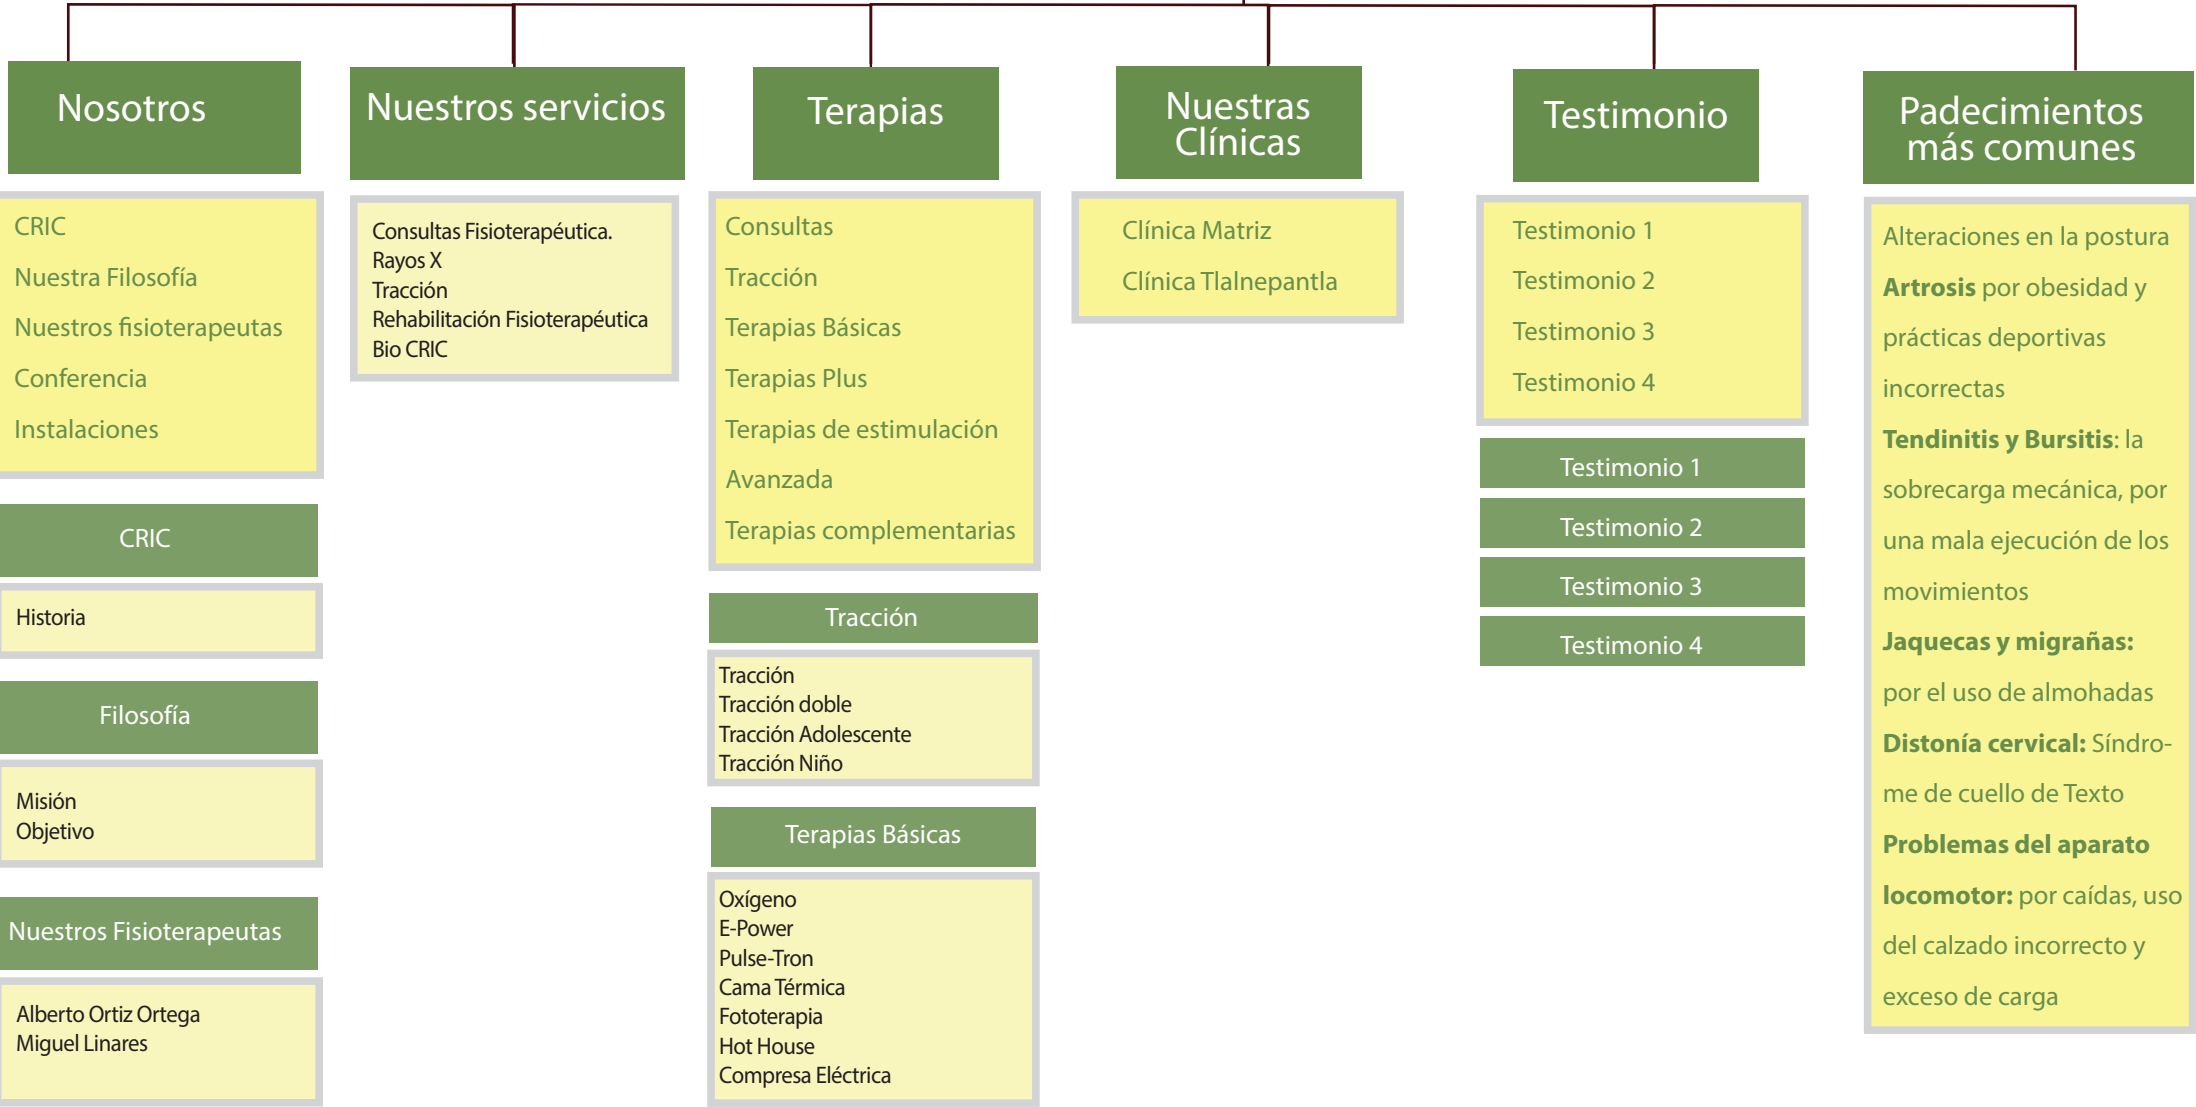 Nosotros
CRIC
Nuestra Filosofía
Nuestros fisioterapeutas
Conferencia
Instalaciones
CRIC
Historia
Filosofía
Misión
Objetivo
Nuestros Fisioterapeutas
Alberto Ortiz Ortega
Miguel Linares
Nuestros servicios
Consultas Fisioterapéutica.
Rayos X
Tracción
Rehabilitación Fisioterapéutica
Bio CRIC
Terapias
Consultas
Tracción
Terapias Básicas
Terapias Plus
Terapias de estimulación
Avanzada
Terapias complementarias
Tracción
Tracción
Tracción doble
Tracción Adolescente
Tracción Niño
Terapias Básicas
Oxígeno
E-Power
Pulse-Tron
Cama Térmica
Fototerapia
Hot House
Compresa Eléctrica
Nuestras
Clínicas
Clínica Matriz
Clínica Tlalnepantla
Testimonio
Testimonio 1
Testimonio 2
Testimonio 3
Testimonio 4
Testimonio 1
Testimonio 2
Testimonio 3
Testimonio 4
Padecimientos
más comunes
Alteraciones en la postura
Artrosis por obesidad y
prácticas deportivas
incorrectas
Tendinitis y Bursitis: la
sobrecarga mecánica, por
una mala ejecución de los
movimientos
Jaquecas y migrañas:
por el uso de almohadas
Distonía cervical: Síndro-
me de cuello de Texto
Problemas del aparato
locomotor: por caídas, uso
del calzado incorrecto y
exceso de carga